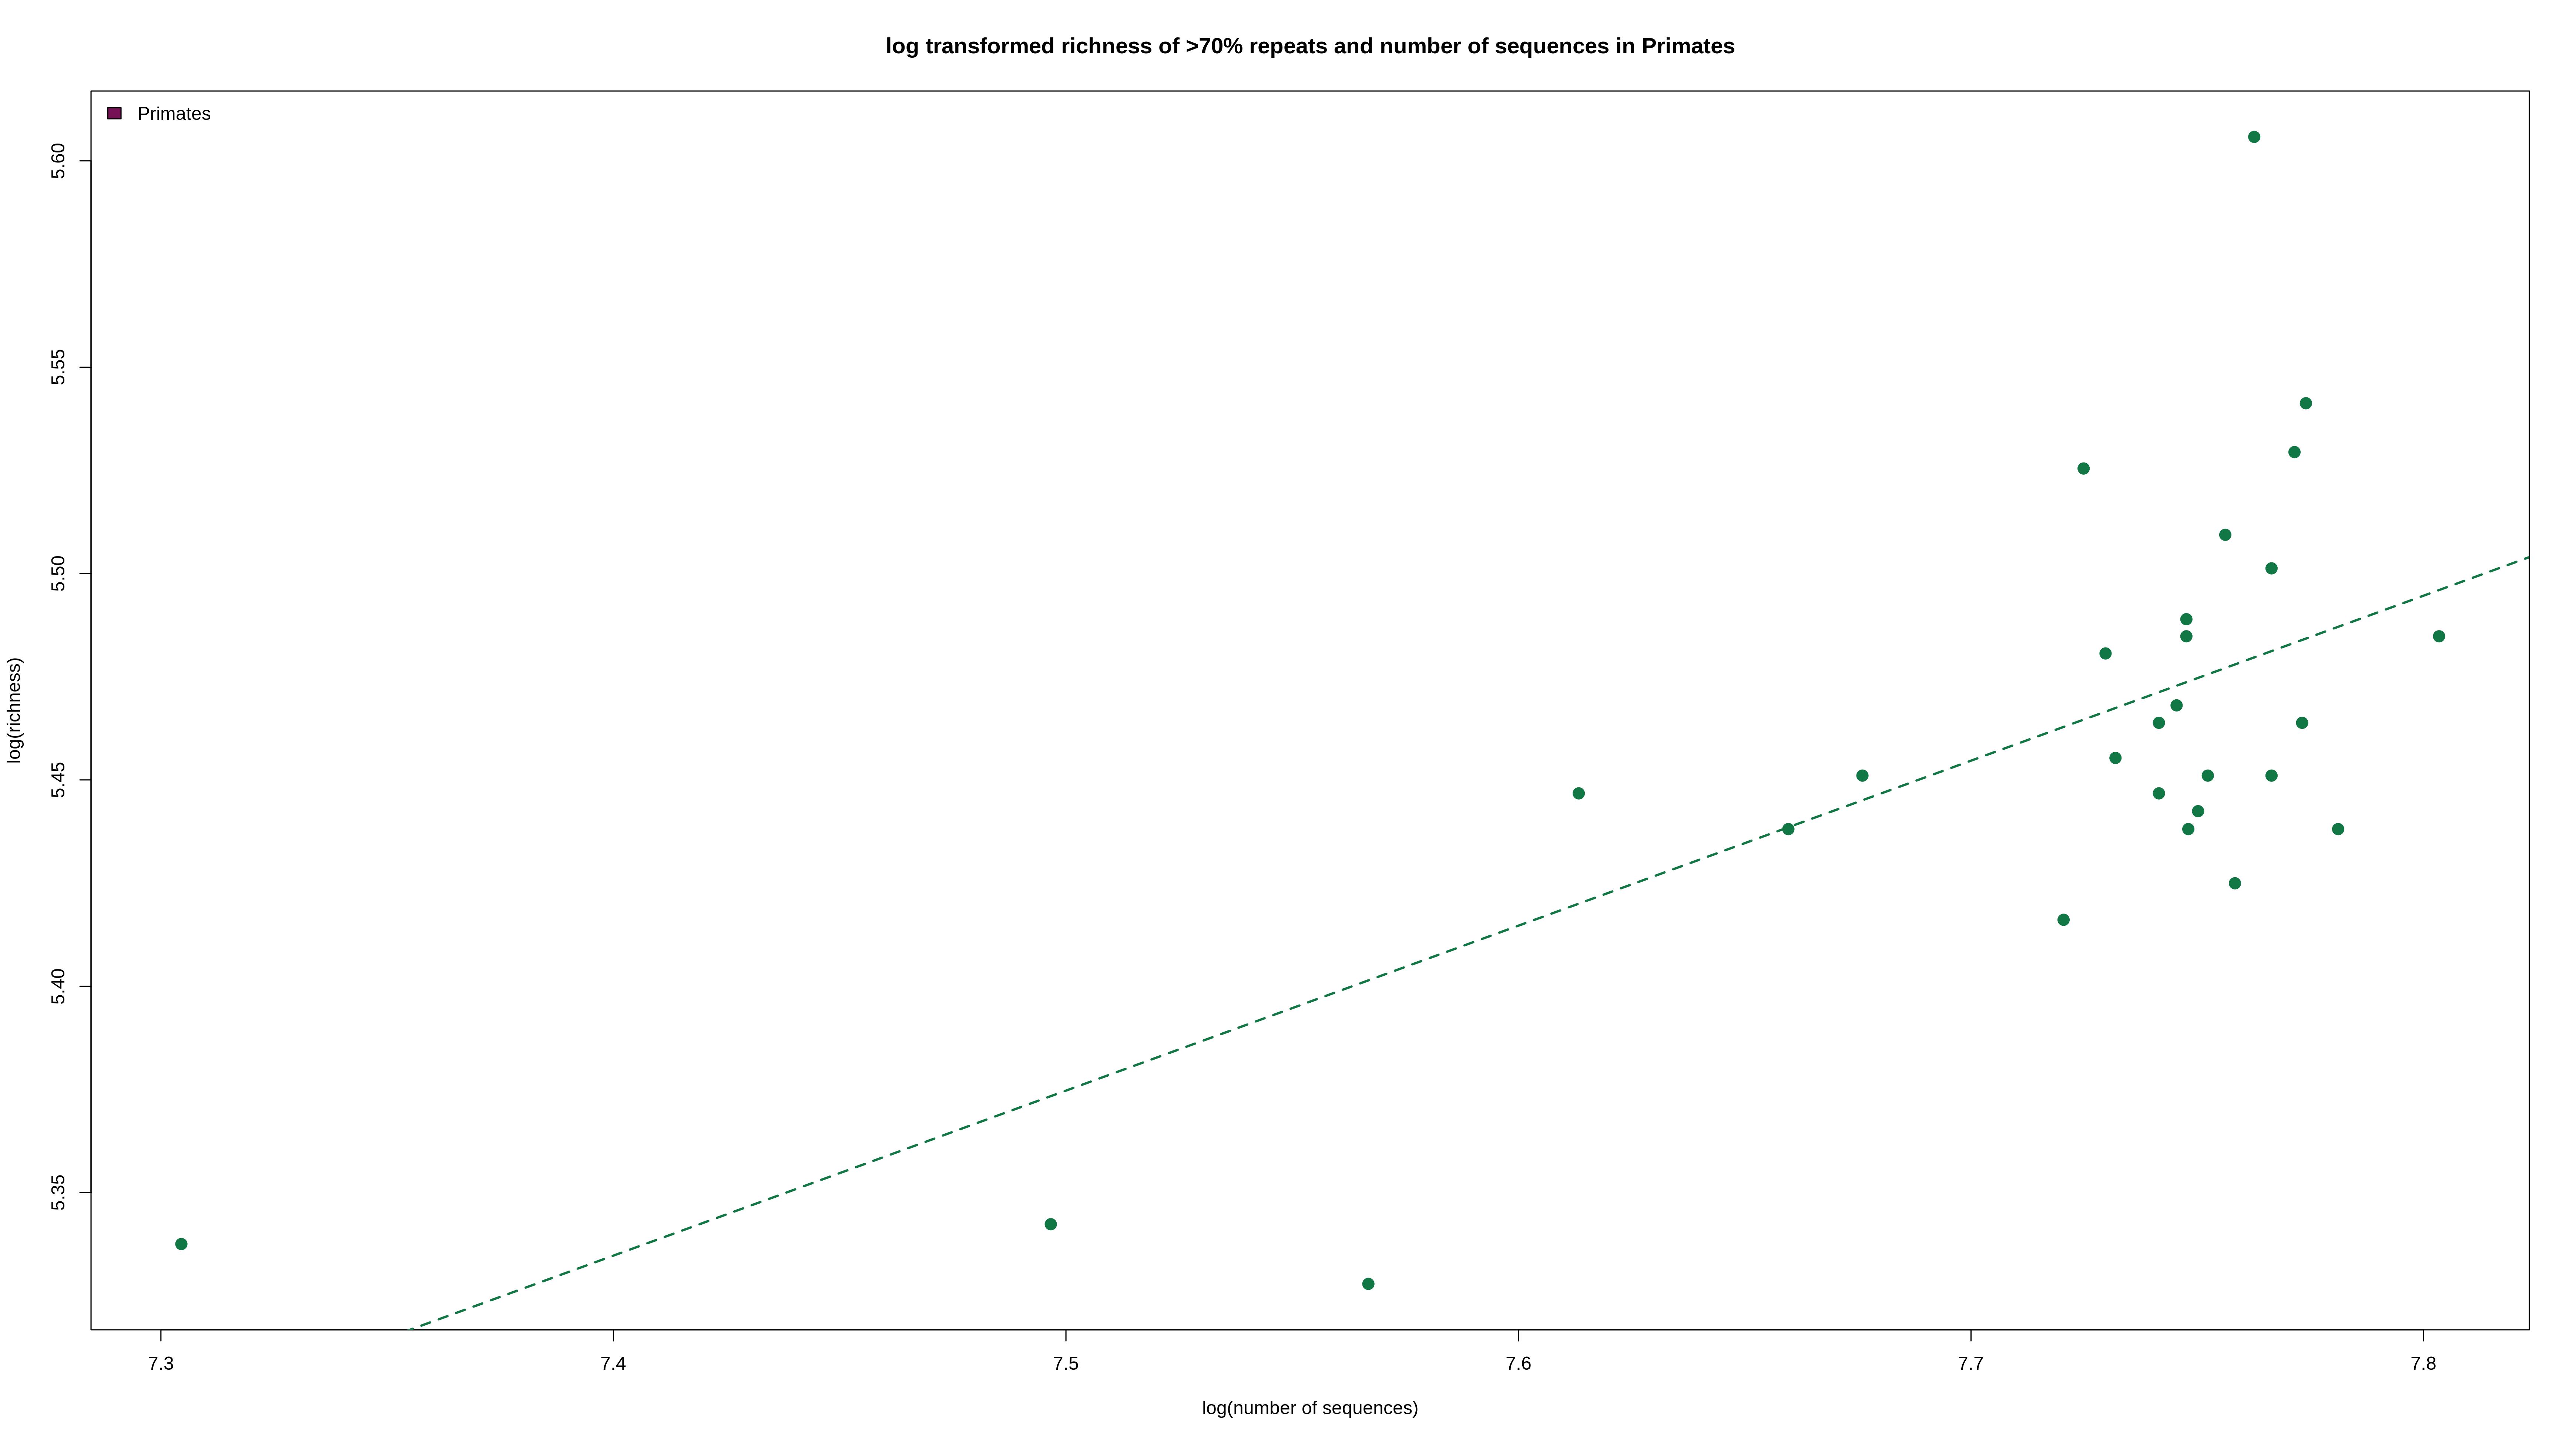 log transformed richness of >70% repeats and number of sequences in Primates
Primates
5.60
5.55
5.50
5.45
5.40
5.35
log(richness)
7.3 7.4 7.5 7.6 7.7 7.8
log(number of sequences)